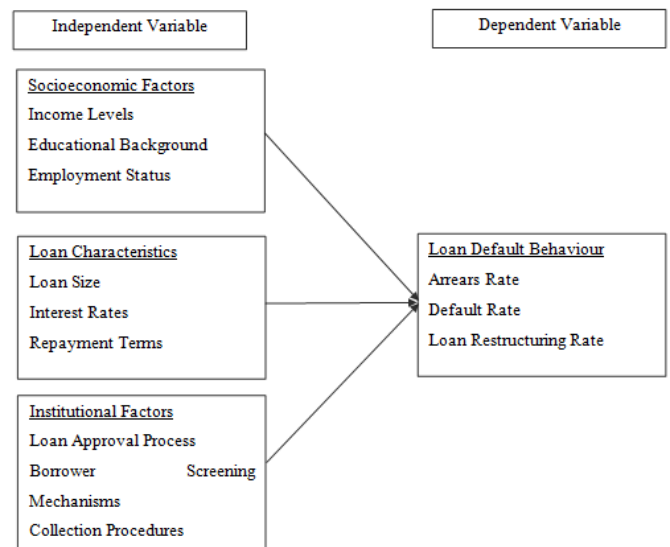 Independent Variable
Dependent Variable
Socioeconomic Factors
Income Levels
Educational Background
Employment Status
Loan Characteristics
Loan Size
Interest Rates
Repayment Terms
Institutional Factors
Loan Approval Process
Borrower Screening
Mechanisms
Collection Procedures
Loan Default Behaviour
Arrears Rate
Default Rate
Loan Restructuring Rate